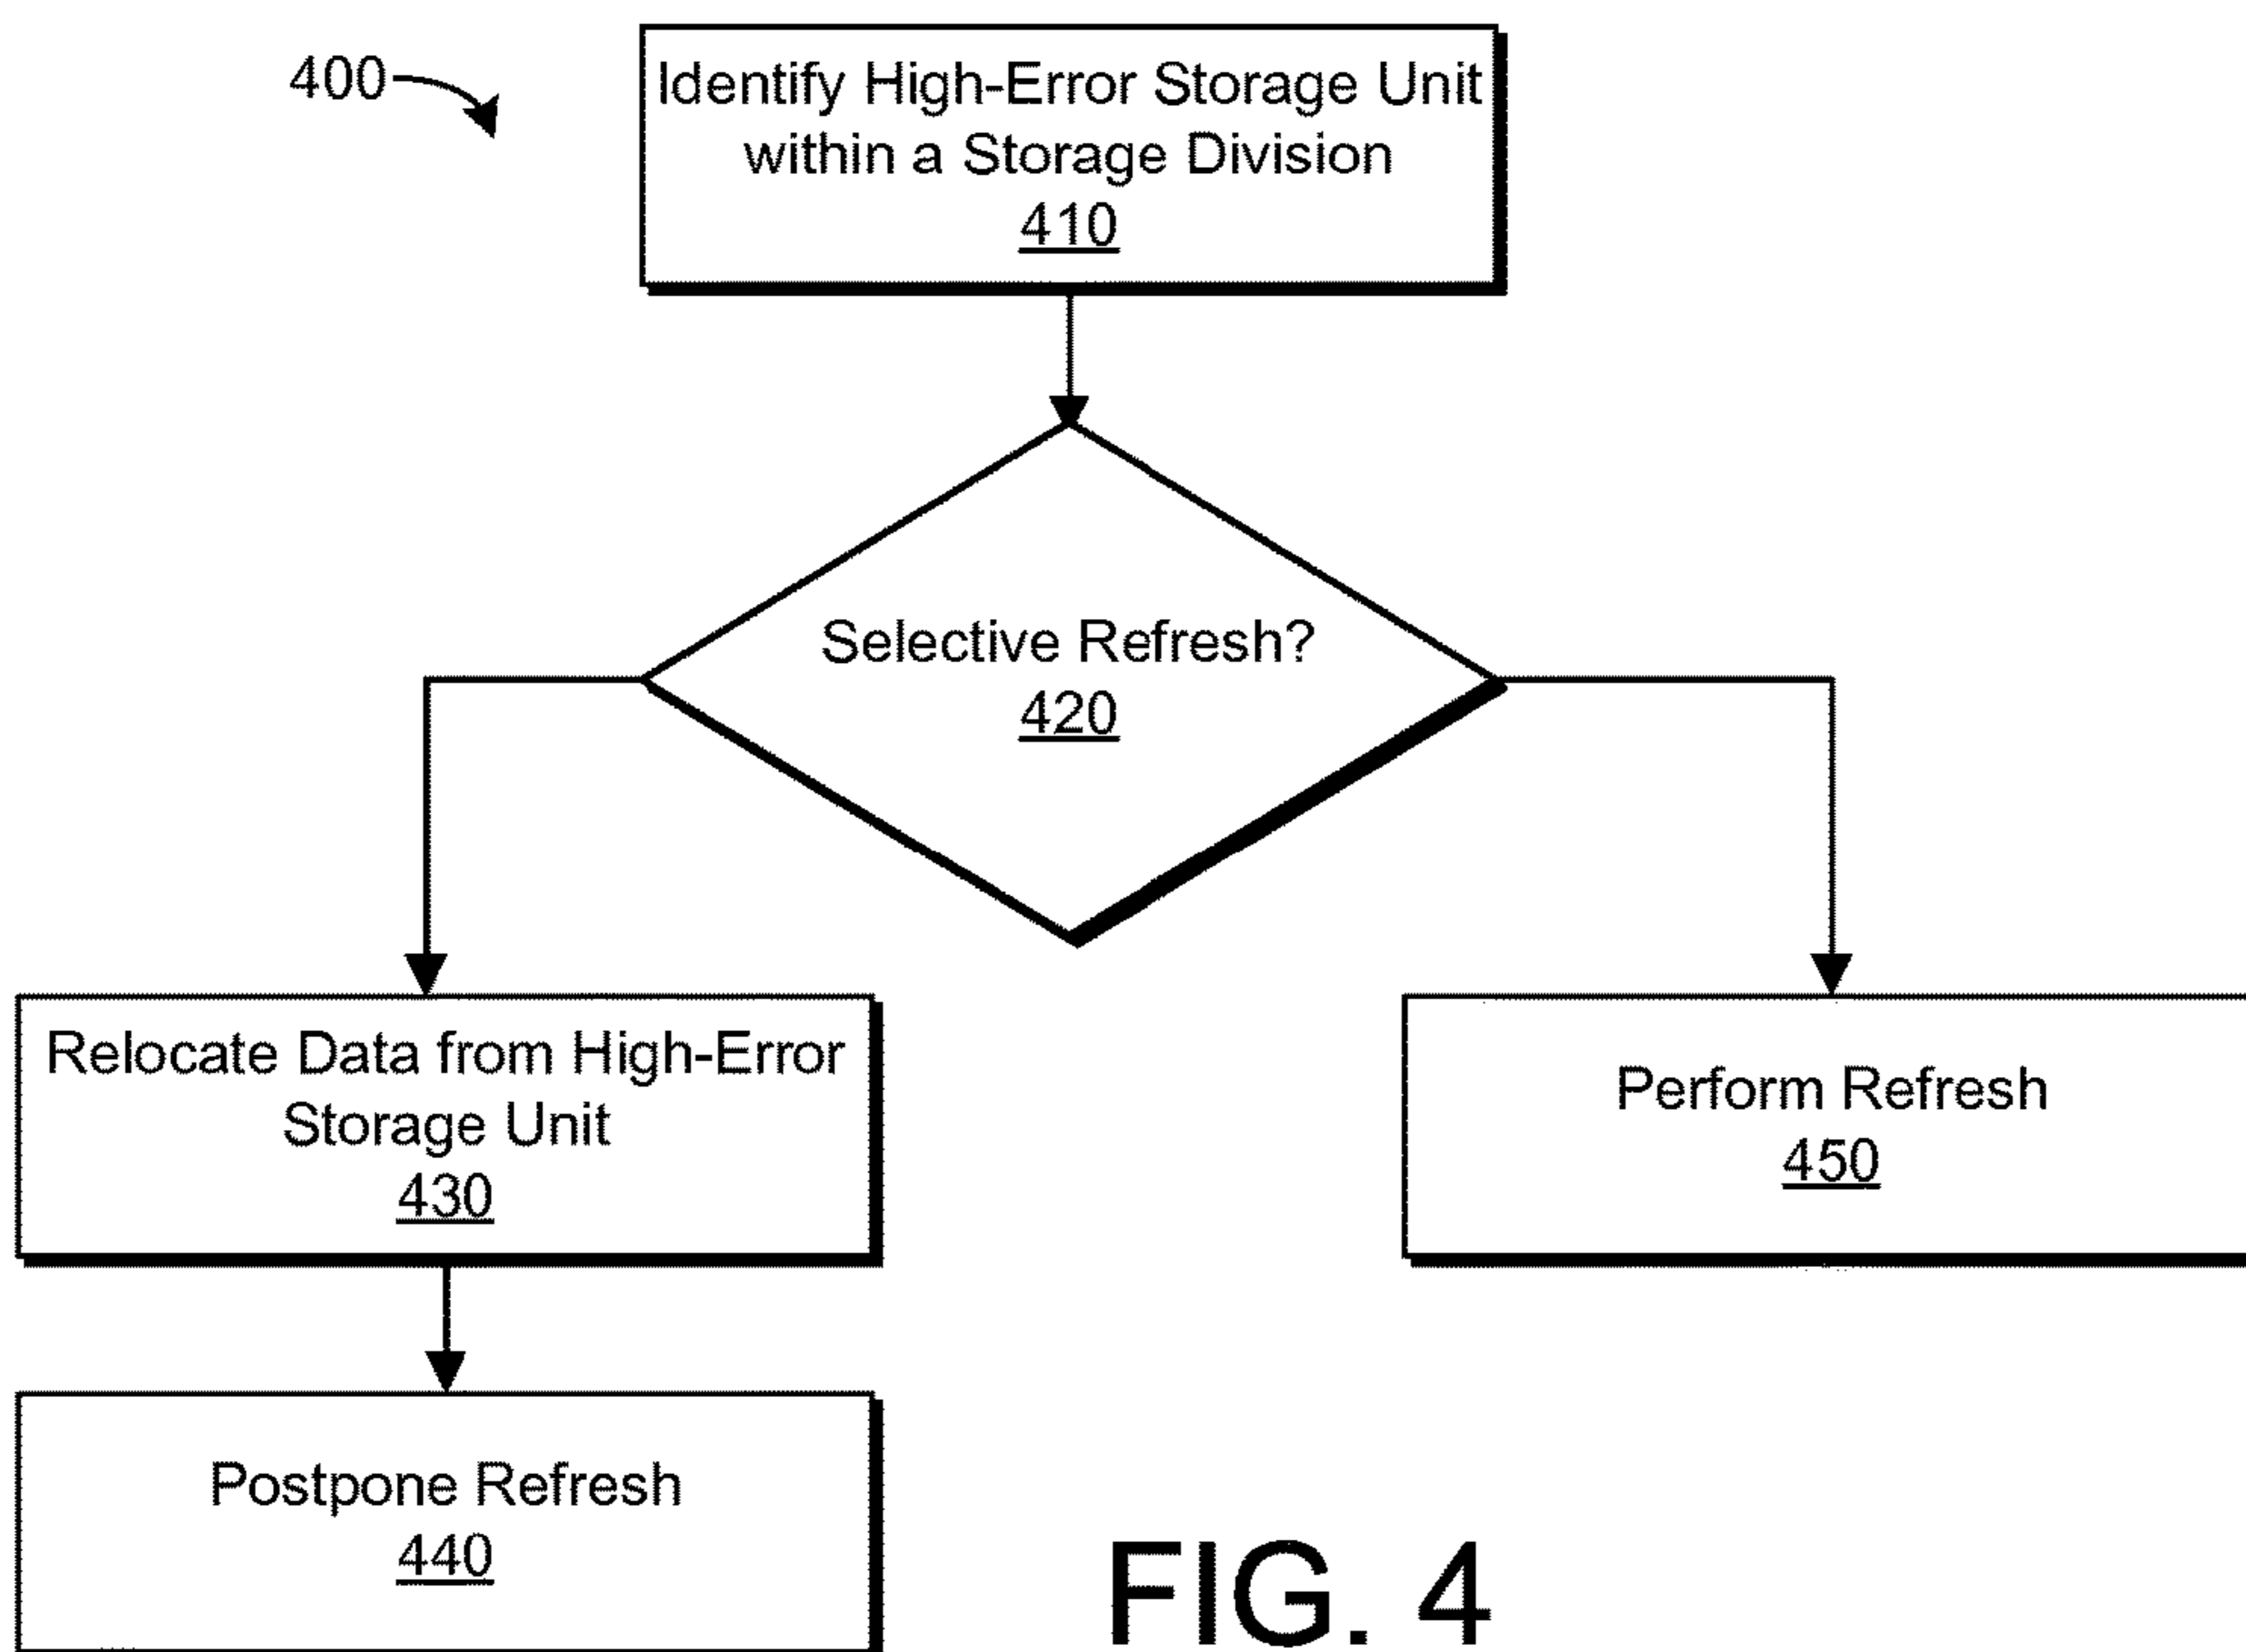 400
Identify High-Error Storage Unit
within a Storage Division
410
Selective Refresh?
420
Relocate Data from High-Error
Storage Unit
430
Perform Refresh
450
Postpone Refresh
440
FIG. 4